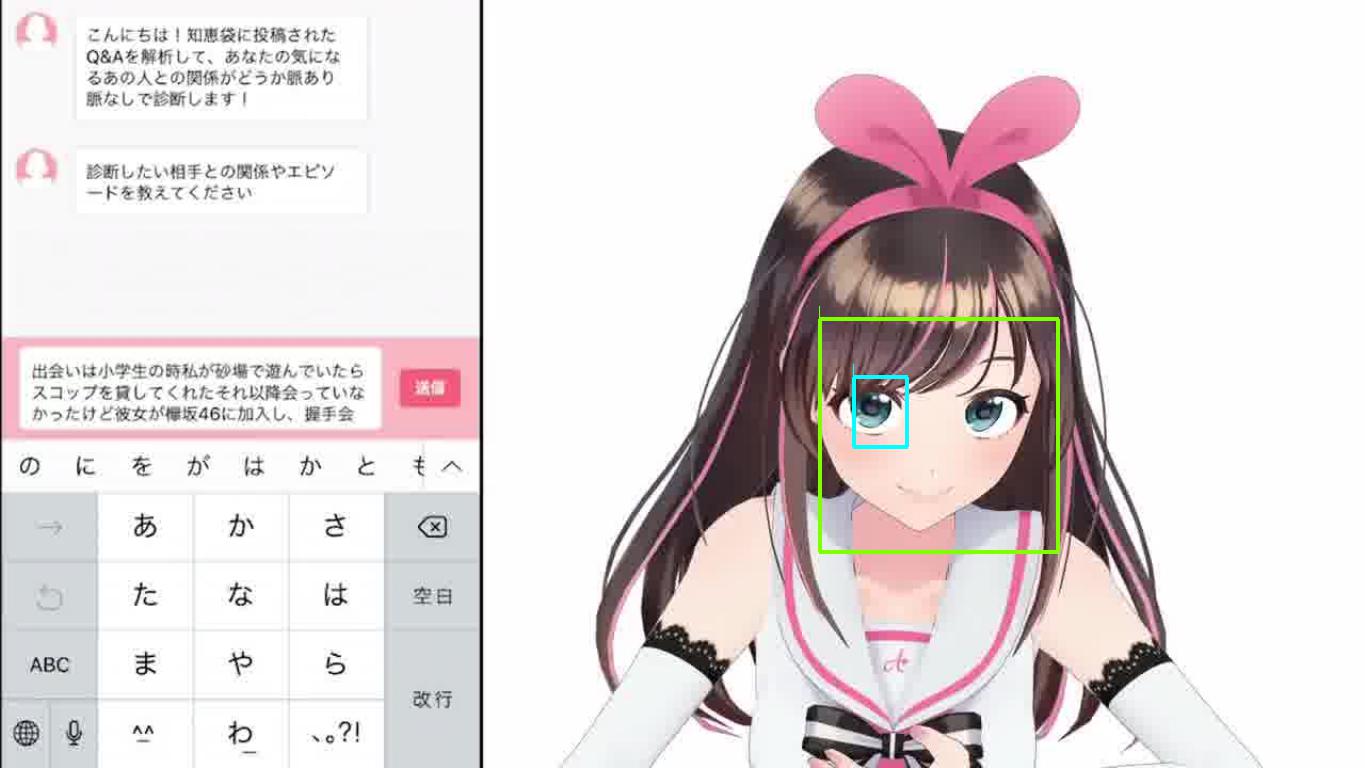 こんにちは！知恵袋に投稿された
Q&Aを解析して、あなたの気にな
るあの人との関係がどうか脈あり
脈なしで診断します！
診断したい相手との関係やエピソ
ードを教えてください
出会いは小学生の時私が砂場で遊んでいたら
スコップを貸してくれたそれ以降会っていな
かったけど彼女が欅坂46に加入し、握手会
送信
の に を が は か と も
→ あ か さ
た な は 空白
ABC ま や ら
改行
^^ わ 、。?!